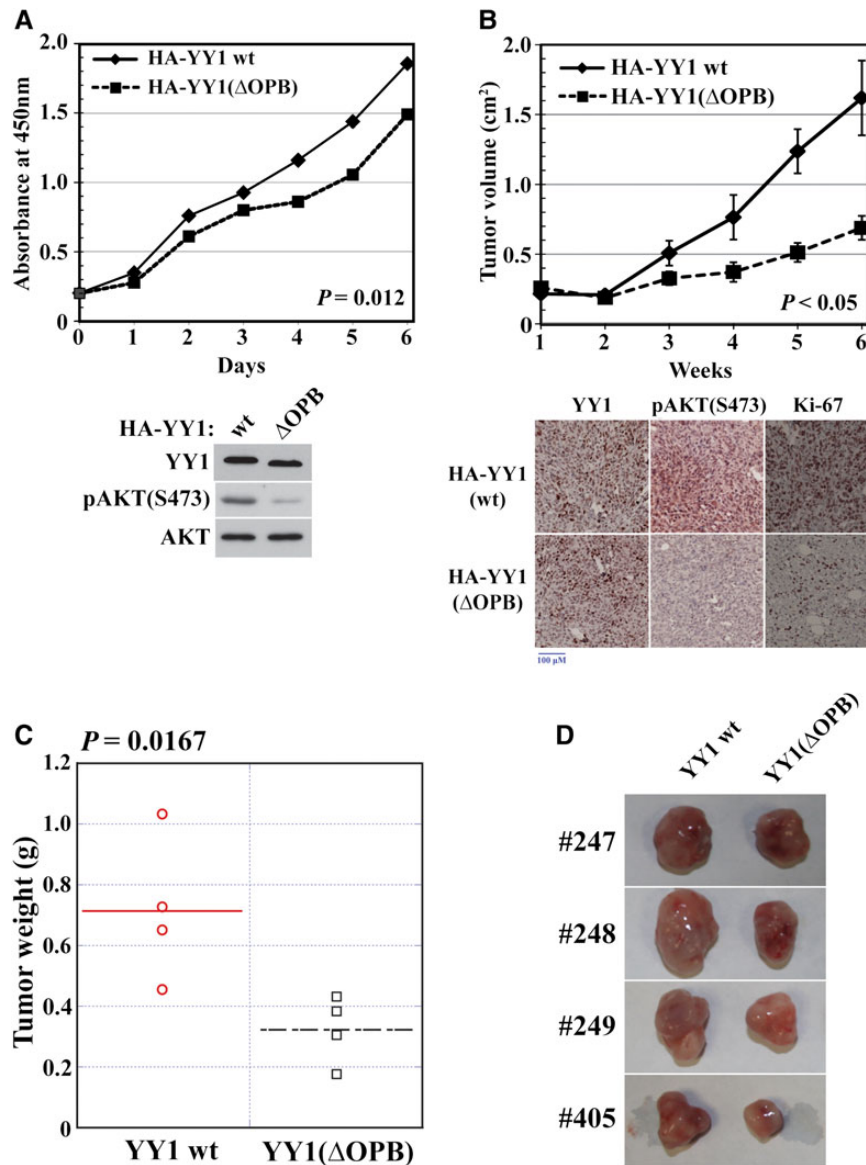 A
HA-YY1 wt
HA-YY1(ΔOPB)
Absorbance at 450nm
2.0
1.5
1.0
0.5
0
P = 0.012
0 1 2 3 4 5 6
Days
HA-YY1: wt ΔOPB
YY1
pAKT(S473)
AKT
B
HA-YY1 wt
HA-YY1(ΔOPB)
Tumor volume (cm²)
2.0
1.5
1.0
0.5
0
P < 0.05
1 2 3 4 5 6
Weeks
YY1 pAKT(S473) Ki-67
HA-YY1
(wt)
HA-YY1
(ΔOPB)
100 µM
C
P = 0.0167
Tumor weight (g)
1.2
1.0
0.8
0.6
0.4
0.2
0
YY1 wt YY1(ΔOPB)
D
YY1 wt YY1(ΔOPB)
#247
#248
#249
#405